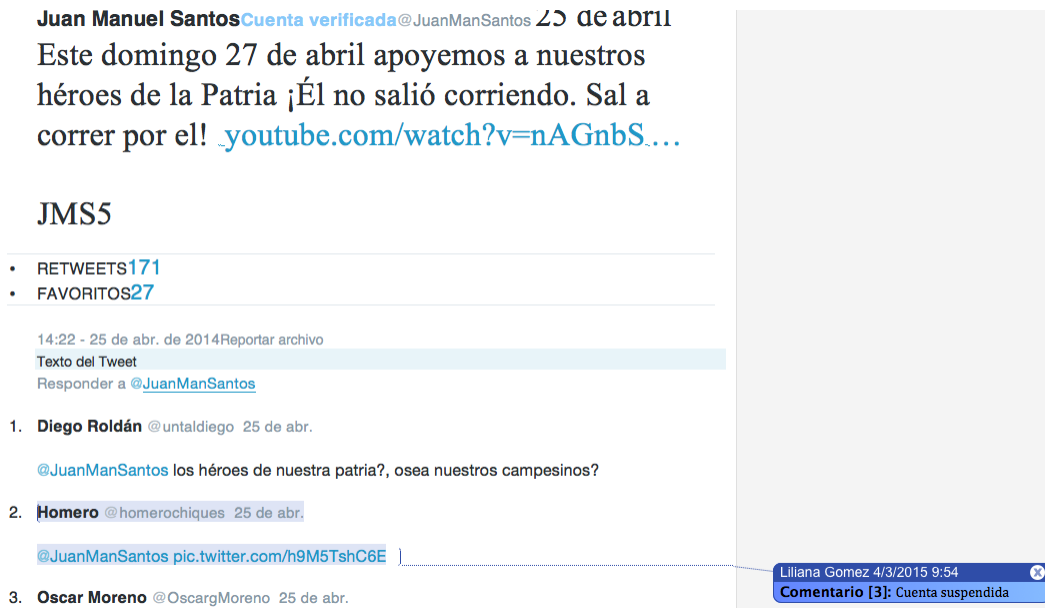 Juan Manuel SantosCuenta verificada@JuanManSantos 25 de abril
Este domingo 27 de abril apoyemos a nuestros
héroes de la Patria ¡Él no salió corriendo. Sal a
correr por el! youtube.com/watch?v=nAGnbS…
JMS5
• RETWEETS171
• FAVORITOS27
14:22 - 25 de abr. de 2014Reportar archivo
Texto del Tweet
Responder a @JuanManSantos
1. Diego Roldán @untaldiego 25 de abr.
@JuanManSantos los héroes de nuestra patria?, osea nuestros campesinos?
2. Homero @homerochiques 25 de abr.
@JuanManSantos pic.twitter.com/h9M5TshC6E
Liliana Gomez 4/3/2015 9:54
Comentario [3]: Cuenta suspendida
3. Oscar Moreno @OscargMoreno 25 de abr.